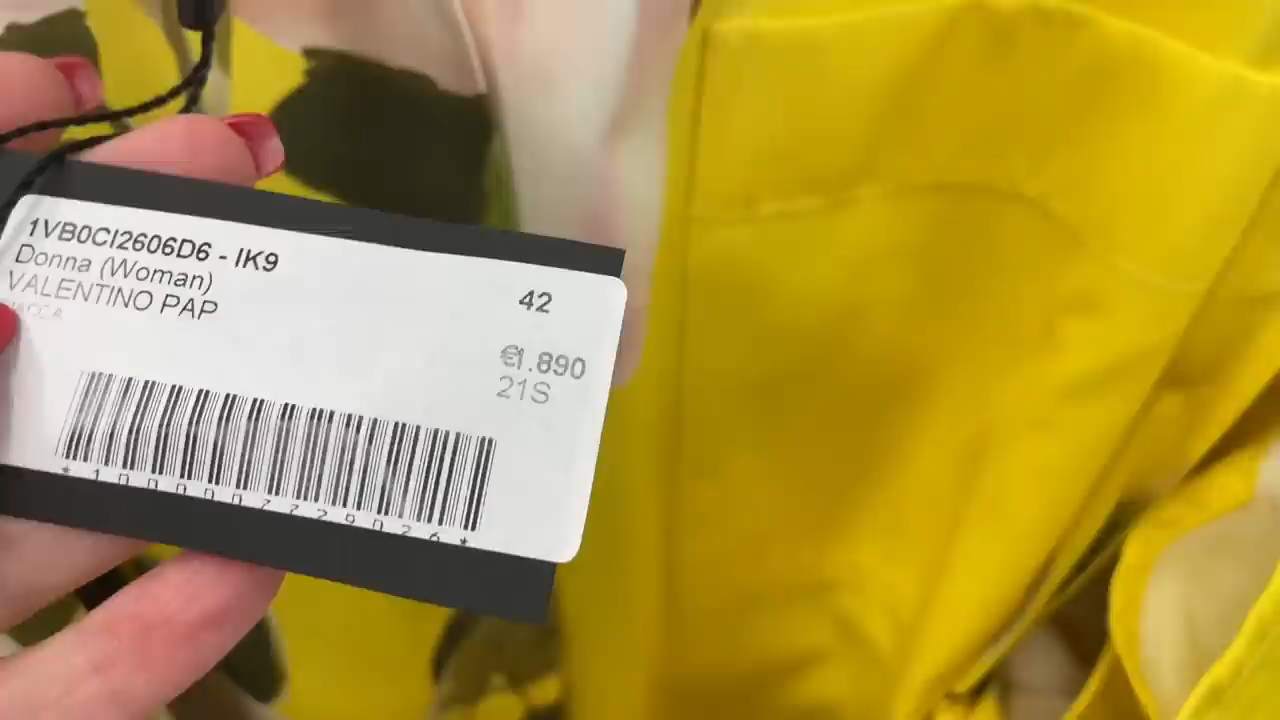 1VB0CI2606D6 - IK9
Donna (Woman)
VALENTINO PAP
42
€1.890
21S